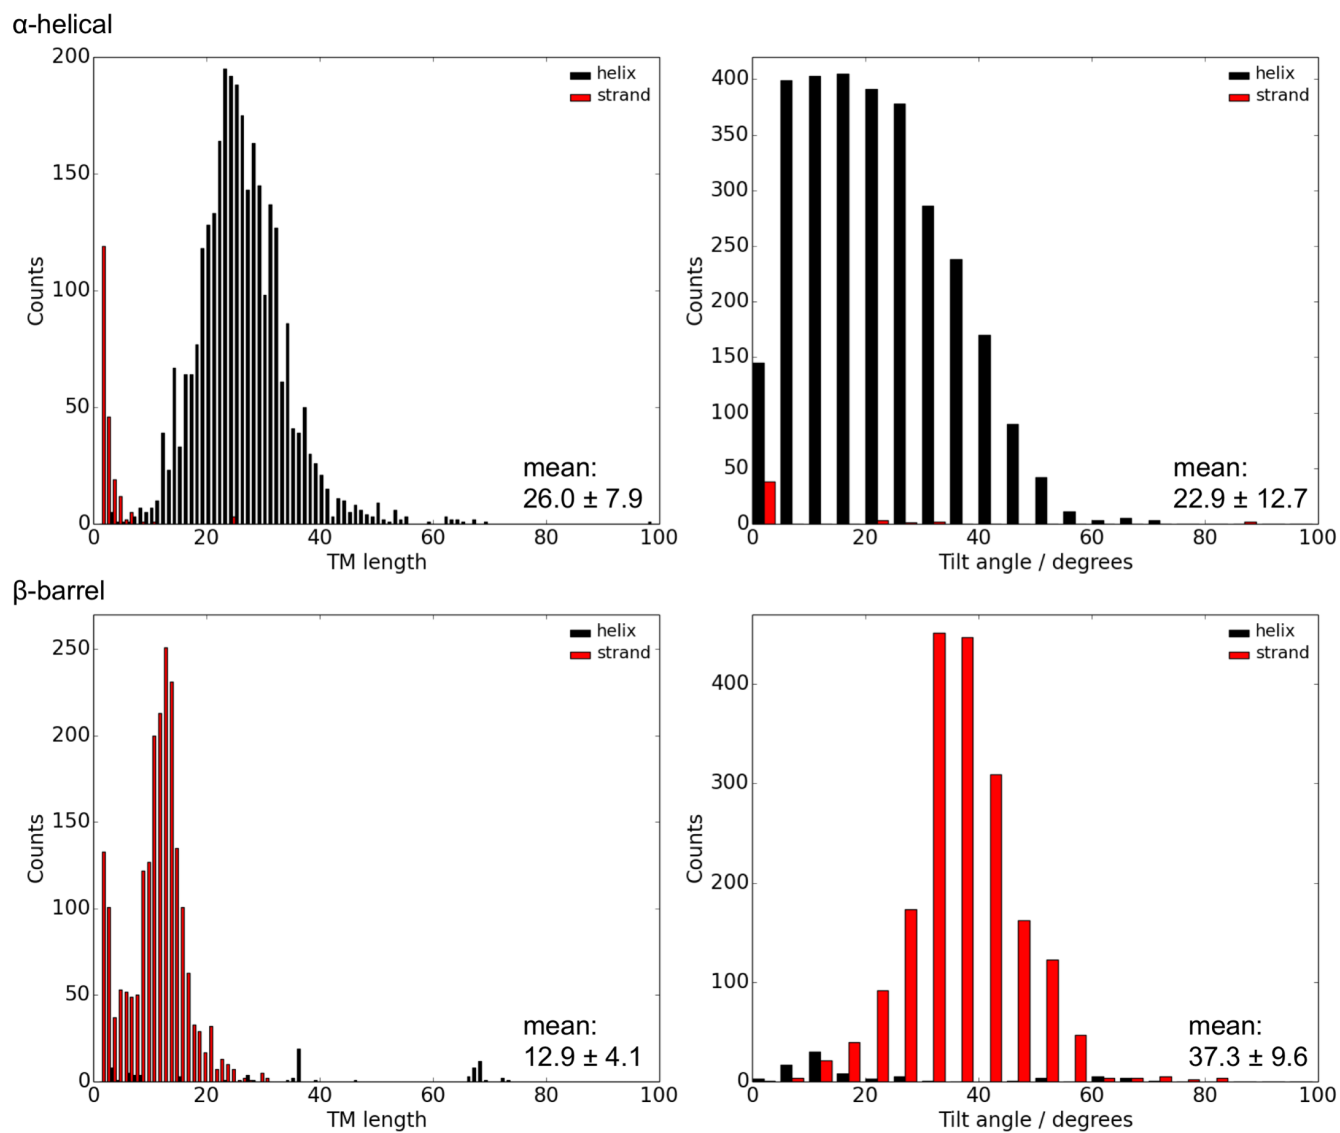 α-helical
200
150
100
50
0
0 20 40 60 80 100
Counts
TM length
helix
strand
mean:
26.0 ± 7.9
400
350
300
250
200
150
100
50
0
0 20 40 60 80 100
Counts
Tilt angle / degrees
helix
strand
mean:
22.9 ± 12.7
β-barrel
250
200
150
100
50
0
0 20 40 60 80 100
Counts
TM length
helix
strand
mean:
12.9 ± 4.1
400
300
200
100
0
0 20 40 60 80 100
Counts
Tilt angle / degrees
helix
strand
mean:
37.3 ± 9.6